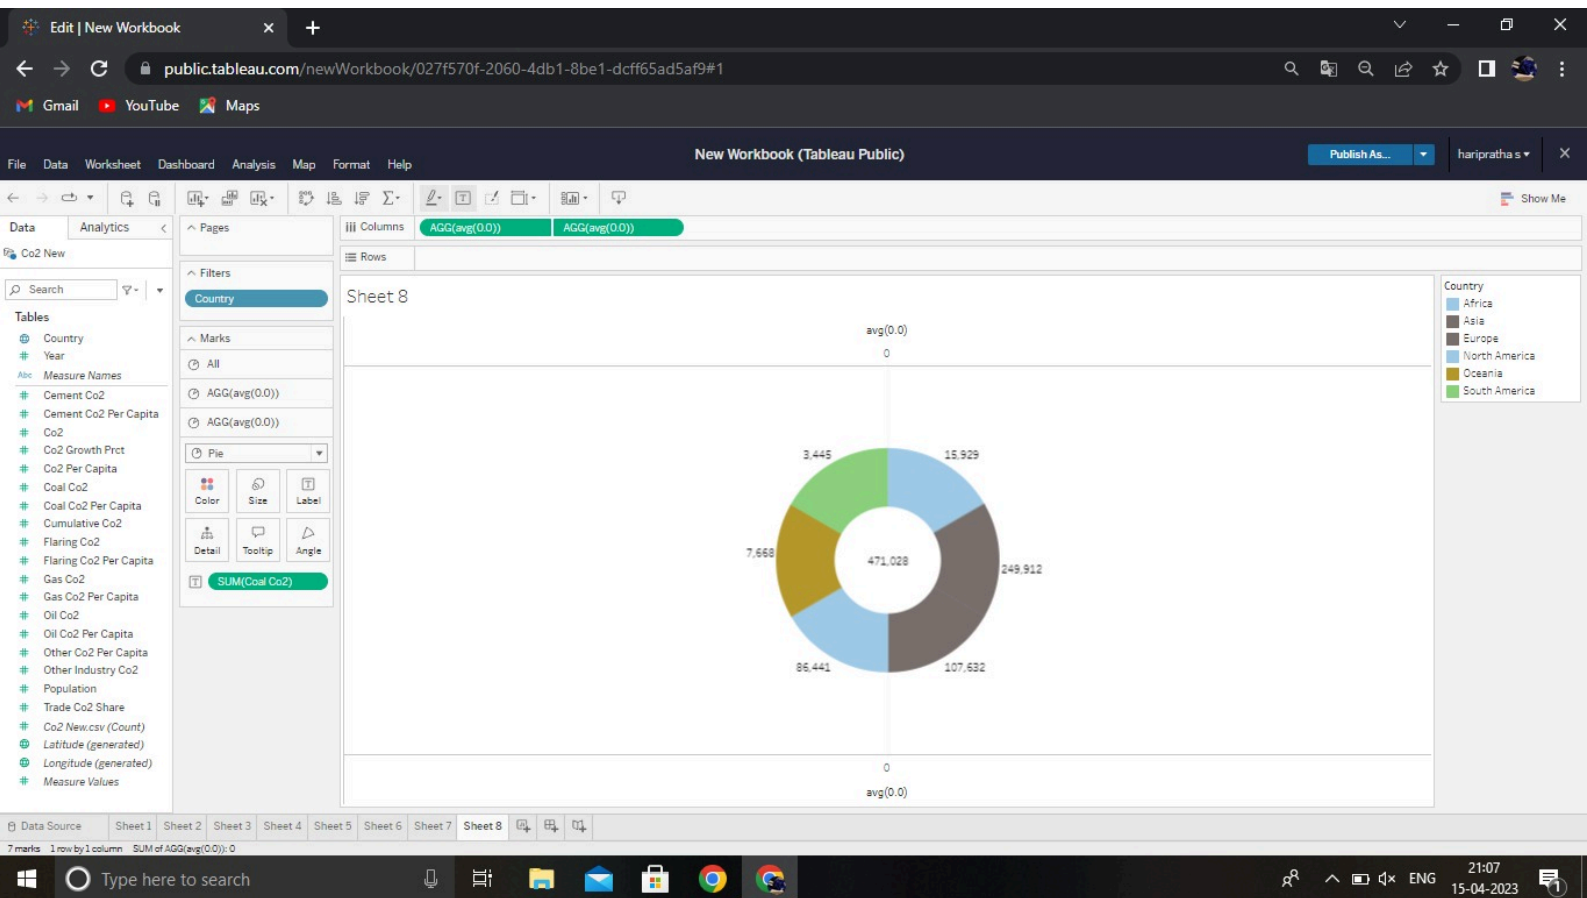 Edit | New Workbook
public.tableau.com/newWorkbook/027f570f-2060-4db1-8be1-dcff65ad5af9#1
Gmail YouTube Maps
New Workbook (Tableau Public)
Publish As...
haripratha s
File Data Worksheet Dashboard Analysis Map Format Help
Show Me
Data Analytics
Co2 New
Search
Tables
Country
Year
Abc Measure Names
Cement Co2
Cement Co2 Per Capita
Co2
Co2 Growth Prct
Co2 Per Capita
Coal Co2
Coal Co2 Per Capita
Cumulative Co2
Flaring Co2
Flaring Co2 Per Capita
Gas Co2
Gas Co2 Per Capita
Oil Co2
Oil Co2 Per Capita
Other Co2 Per Capita
Other Industry Co2
Population
Trade Co2 Share
Co2 New.csv (Count)
Latitude (generated)
Longitude (generated)
Measure Values
Pages
Filters
Country
Marks
All
AGG(avg(0.0))
AGG(avg(0.0))
Pie
Color Size Label
Detail Tooltip Angle
SUM(Coal Co2)
Columns AGG(avg(0.0)) AGG(avg(0.0))
Rows
Sheet 8
avg(0.0)
0
3,445 15,929
7,668 471,028 249,912
86,441 107,632
0
avg(0.0)
Country
Africa
Asia
Europe
North America
Oceania
South America
Data Source Sheet 1 Sheet 2 Sheet 3 Sheet 4 Sheet 5 Sheet 6 Sheet 7 Sheet 8
7 marks 1 row by 1 column SUM of AGG(avg(0.0)): 0
Type here to search
ENG
21:07
15-04-2023
1